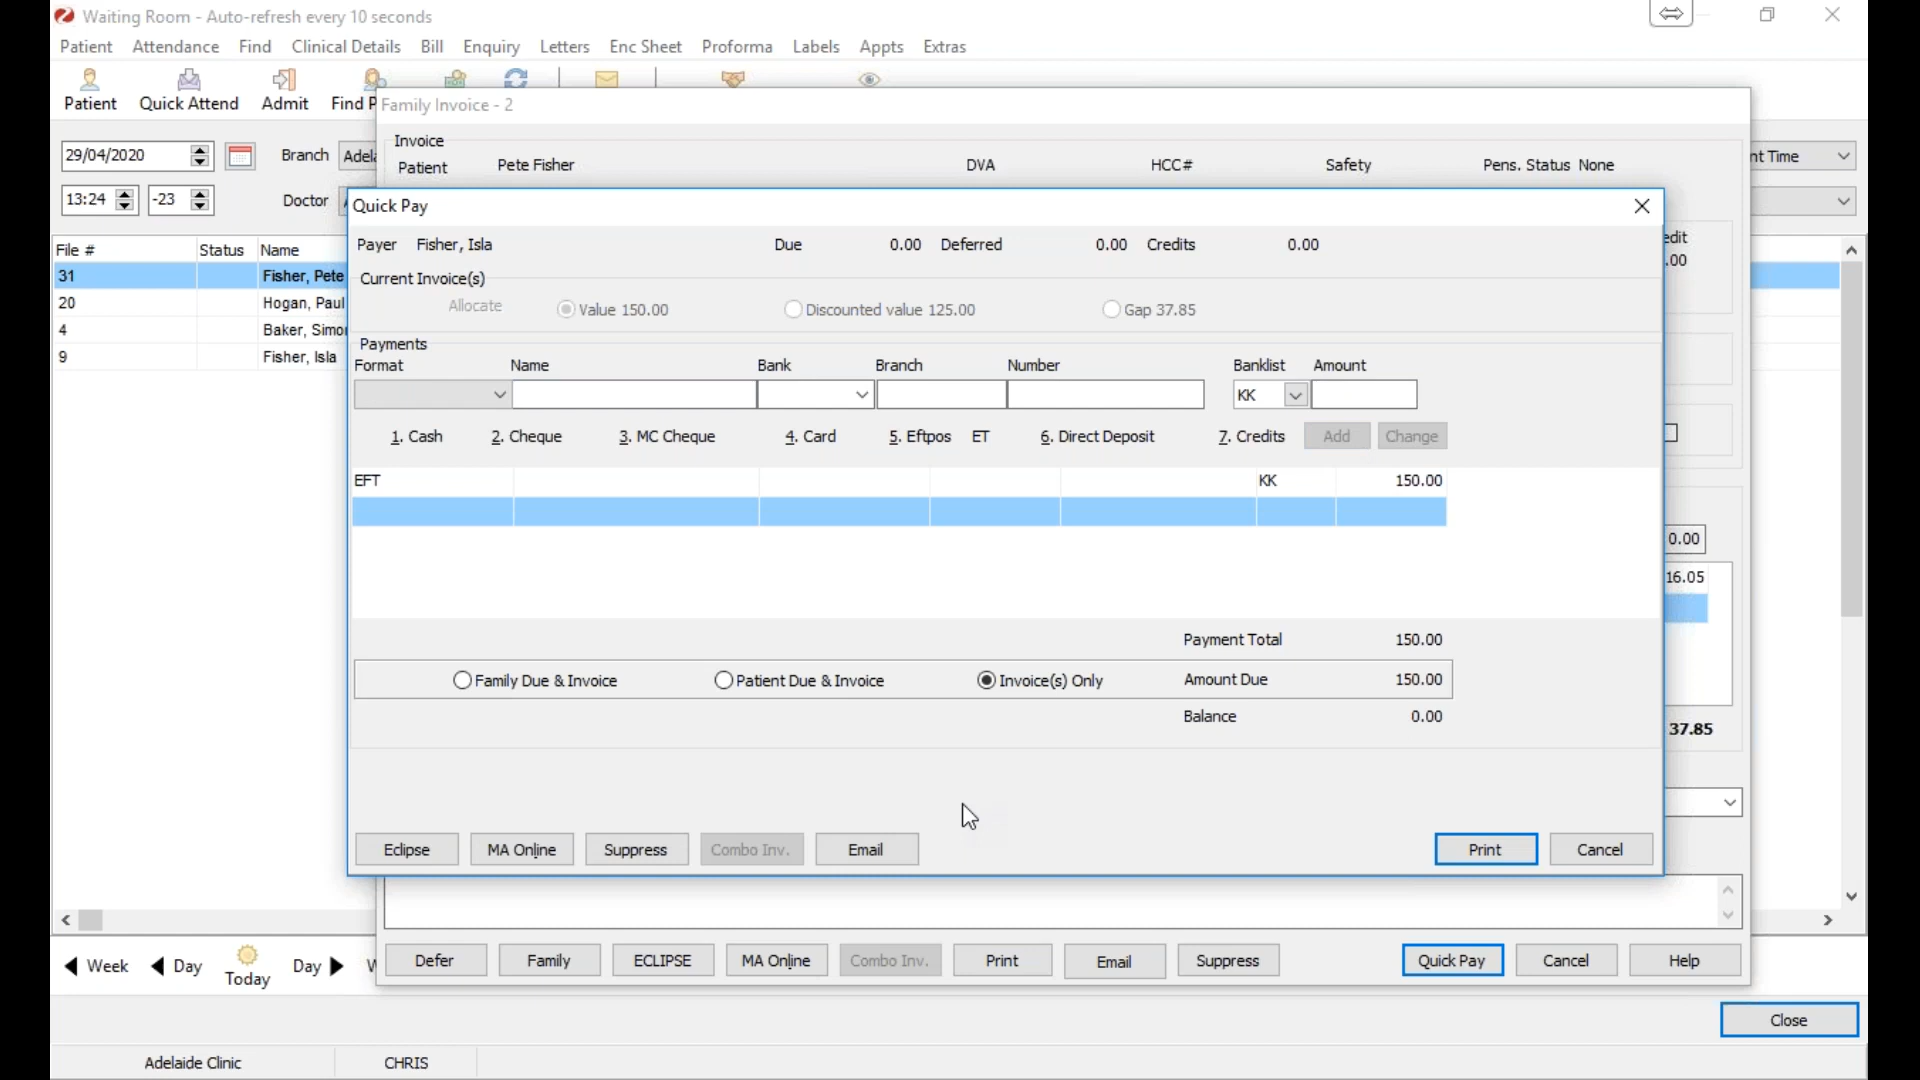 Waiting Room - Auto-refresh every 10 seconds
Patient Attendance Find Clinical Details Bill Enquiry Letters Enc Sheet Proforma Labels Appts Extras
Patient Quick Attend Admit Find P
Family Invoice - 2
Invoice
29/04/2020 Branch Adela
Patient Pete Fisher DVA HCC# Safety Pens. Status None
nt Time
13:24 -23 Doctor
Quick Pay
Payer Fisher, Isla Due 0.00 Deferred 0.00 Credits 0.00
edit
.00
File # Status Name
31 Fisher, Pete
20 Hogan, Paul
4 Baker, Simo
9 Fisher, Isla
Current Invoice(s)
Allocate Value 150.00 Discounted value 125.00 Gap 37.85
Payments
Format Name Bank Branch Number Banklist Amount
KK
1. Cash 2. Cheque 3. MC Cheque 4. Card 5. Eftpos ET 6. Direct Deposit 7. Credits Add Change
EFT KK 150.00
0.00
16.05
Payment Total 150.00
Family Due & Invoice Patient Due & Invoice Invoice(s) Only Amount Due 150.00
Balance 0.00
37.85
Eclipse MA Online Suppress Combo Inv. Email Print Cancel
Week Day Today Day
Defer Family ECLIPSE MA Online Combo Inv. Print Email Suppress Quick Pay Cancel Help
Close
Adelaide Clinic CHRIS